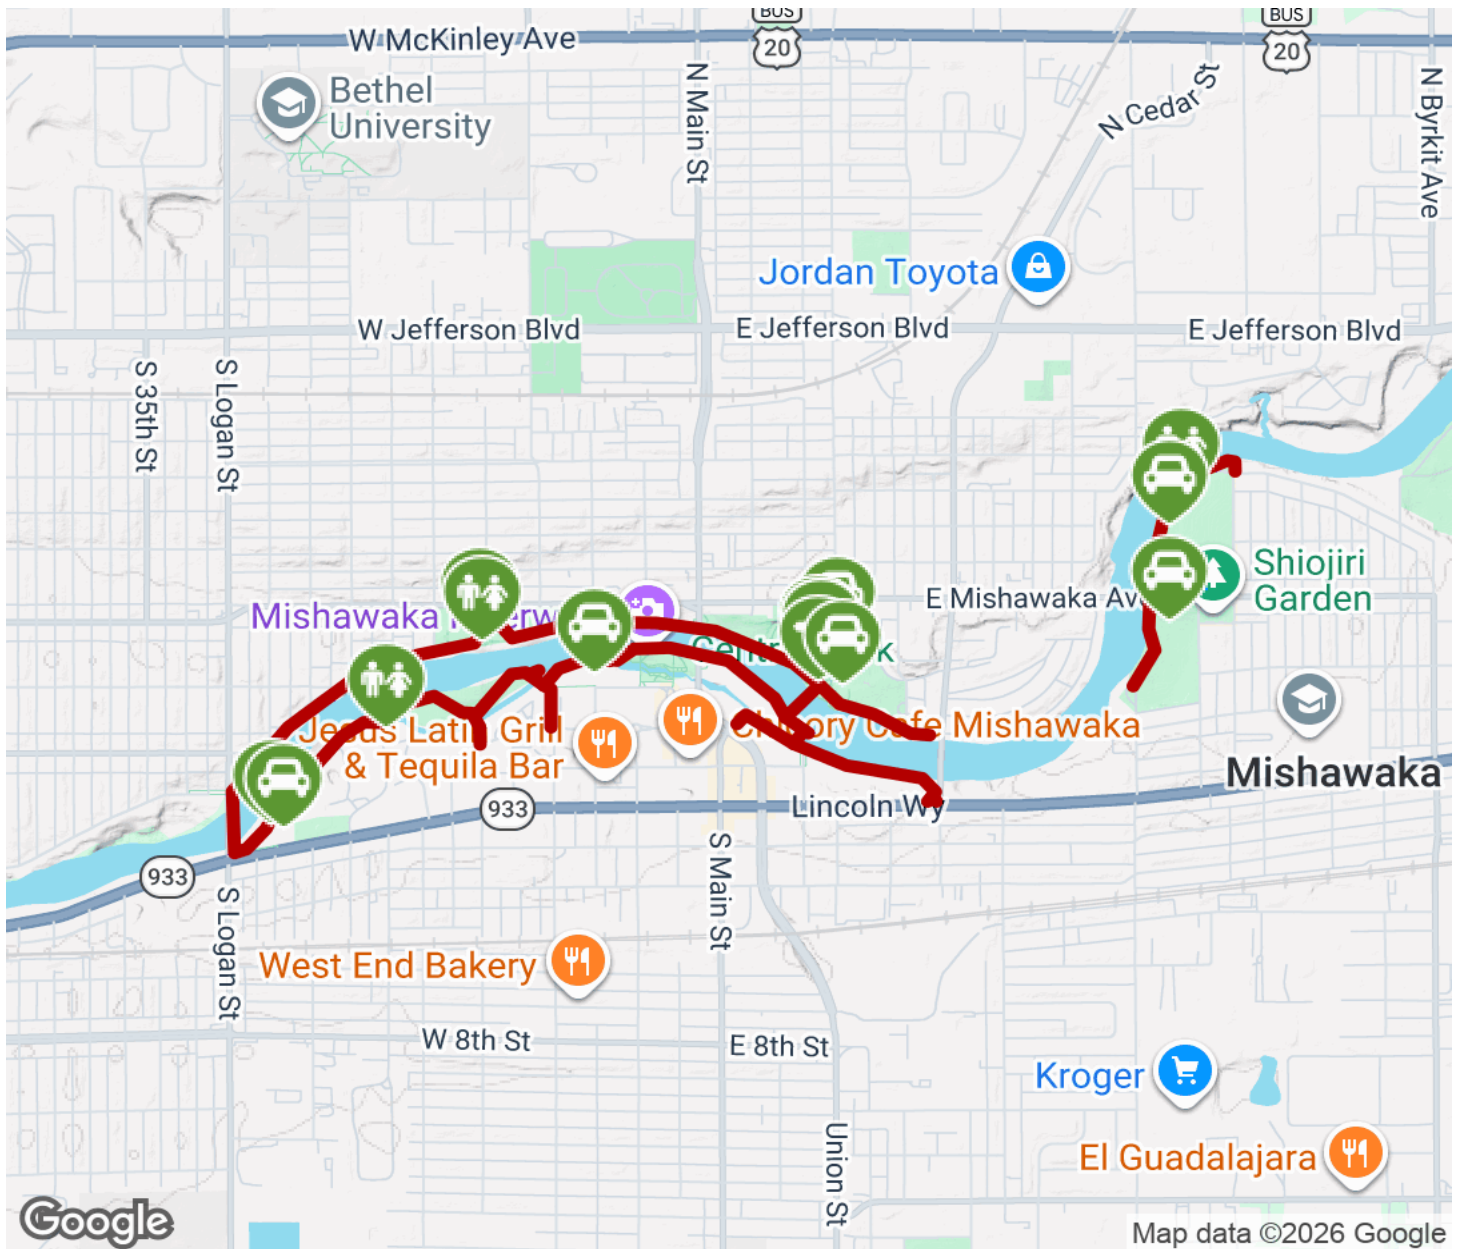 BUS
20
BUS
20
W McKinley Ave
N Main St
N Cedar St
N Byrkit Ave
Bethel
University
Jordan Toyota
W Jefferson Blvd
E Jefferson Blvd
E Jefferson Blvd
S 35th St
S Logan St
Mishawaka
E Mishawaka
Shiojiri
Garden
Grill
& Tequila Bar
Cafe Mishawaka
Mishawaka
933
Lincoln Wy
933
S Logan St
S Main St
West End Bakery
W 8th St
E 8th St
Kroger
Union St
El Guadalajara
Google
Map data ©2026 Google